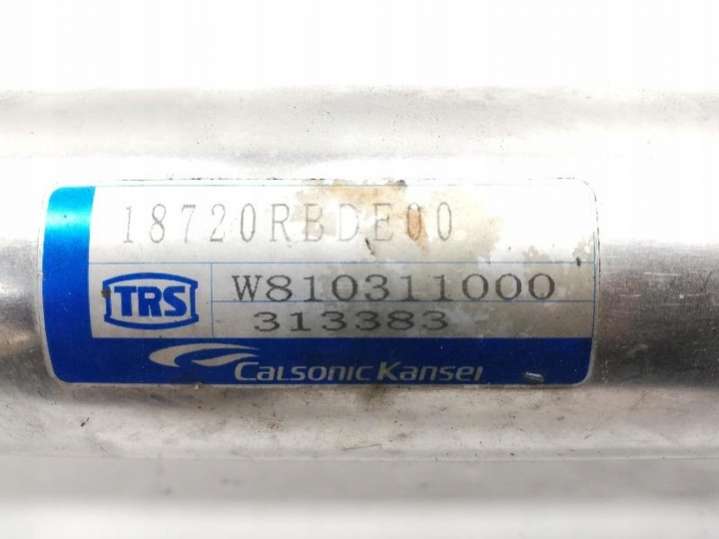 18720RBDE00
TRS
W810311000
313383
Calsonic Kansei